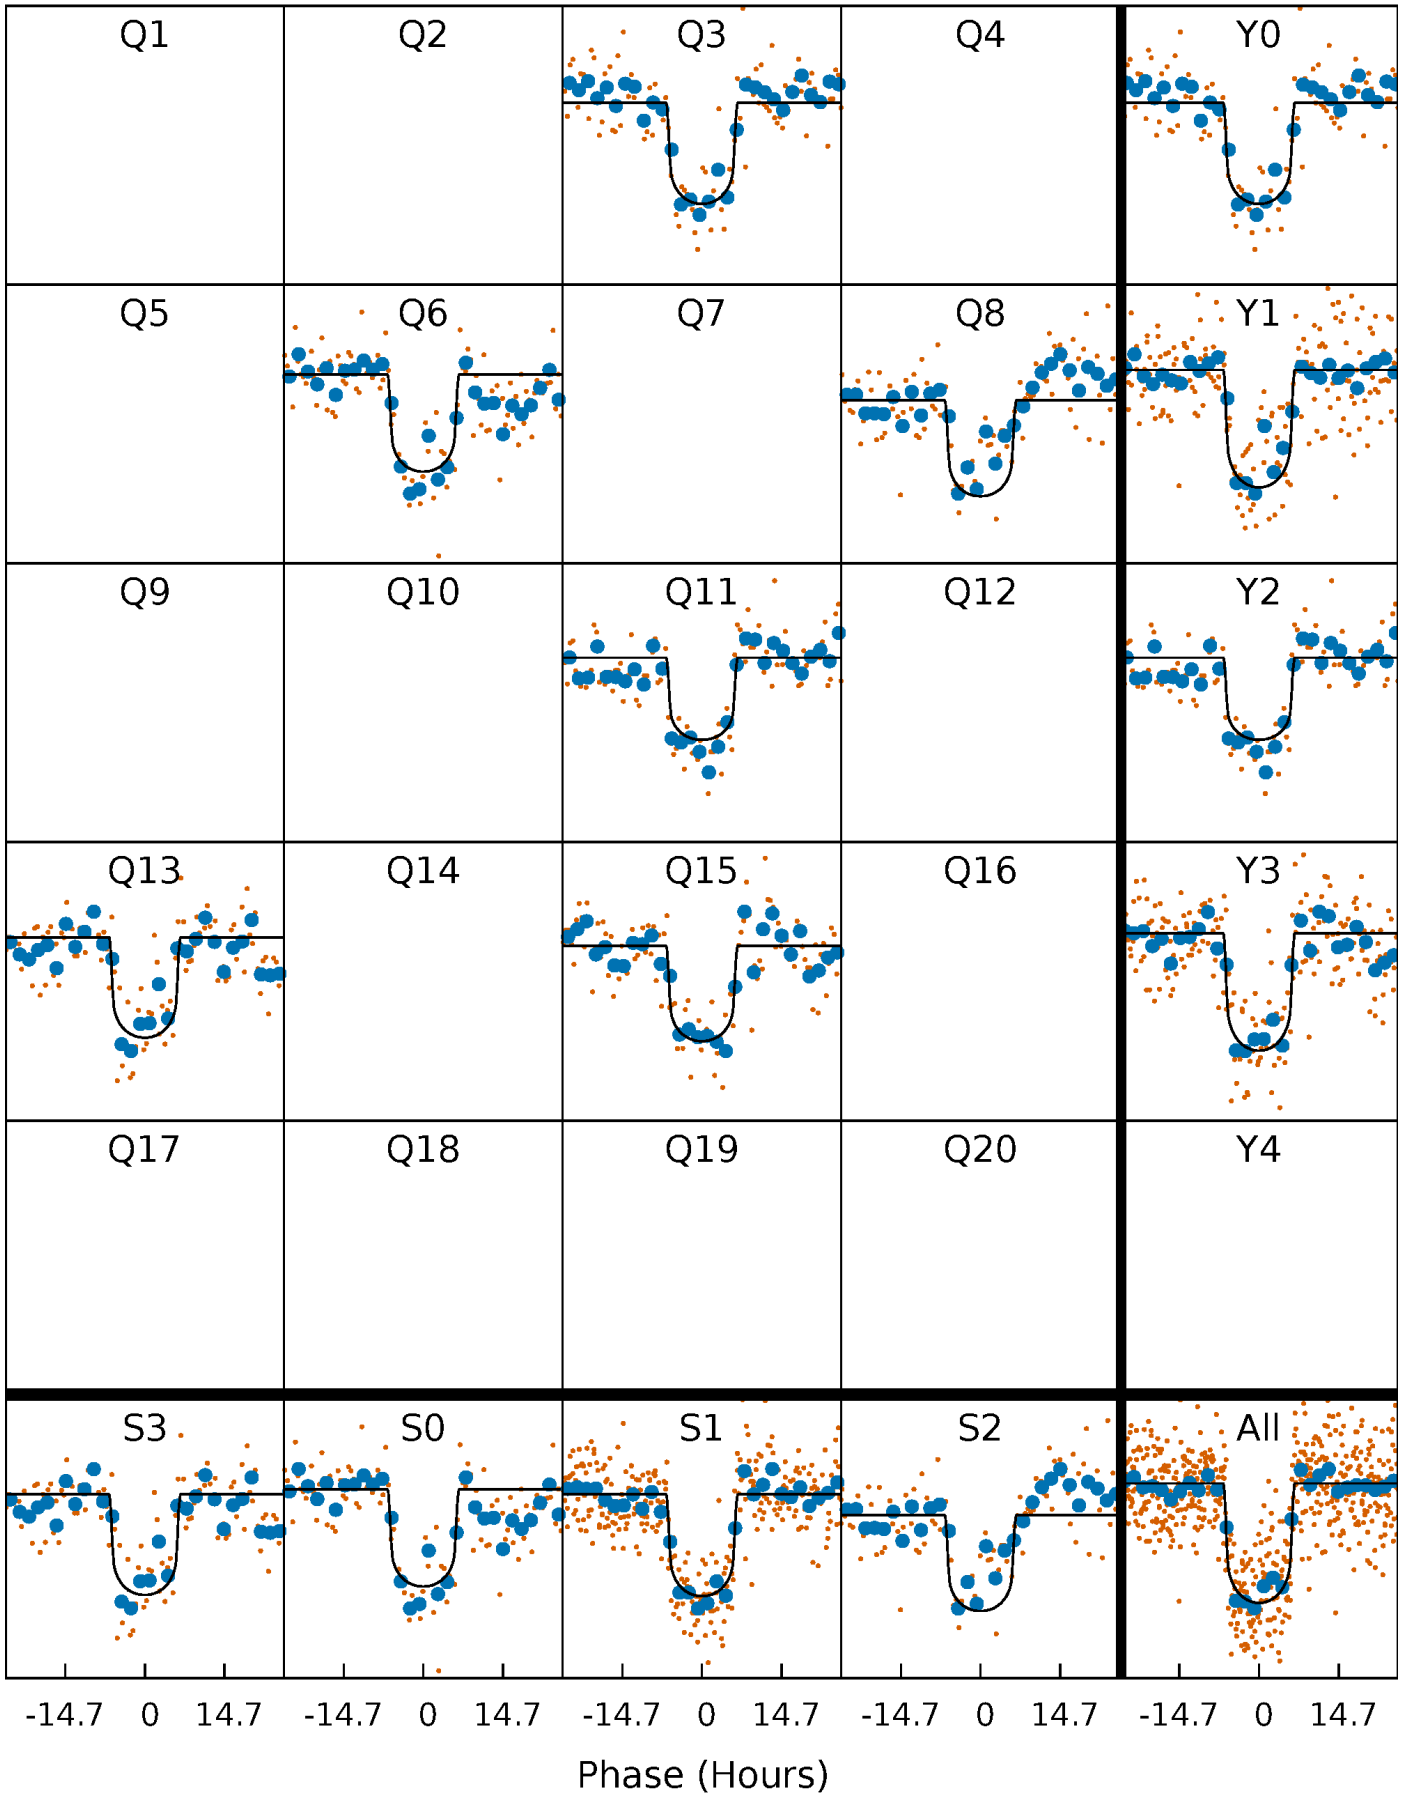 Q1 Q2 Q3 Q4 Y0
Q5 Q6 Q7 Q8 Y1
Q9 Q10 Q11 Q12 Y2
Q13 Q14 Q15 Q16 Y3
Q17 Q18 Q19 Q20 Y4
S3 S0 S1 S2 All
-14.7 0 14.7 -14.7 0 14.7 -14.7 0 14.7 -14.7 0 14.7 -14.7 0 14.7
Phase (Hours)